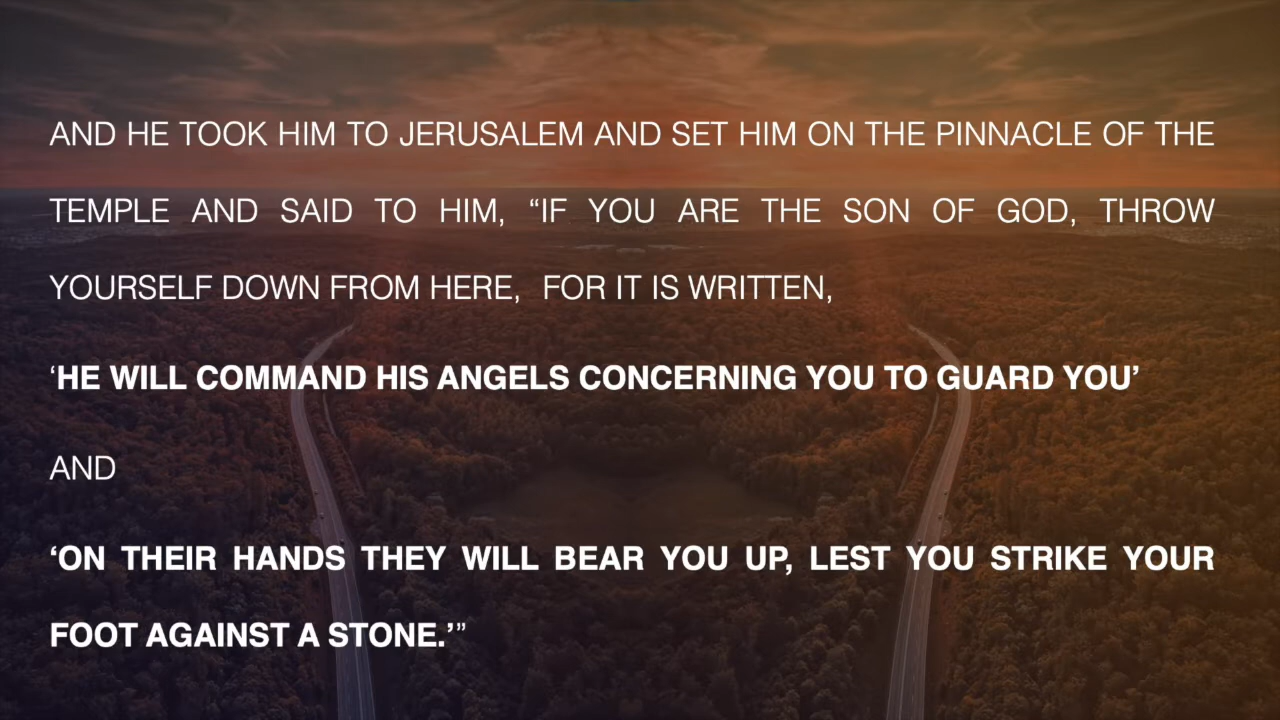 AND HE TOOK HIM TO JERUSALEM AND SET HIM ON THE PINNACLE OF THE
TEMPLE AND SAID TO HIM, “IF YOU ARE THE SON OF GOD, THROW
YOURSELF DOWN FROM HERE, FOR IT IS WRITTEN,
‘HE WILL COMMAND HIS ANGELS CONCERNING YOU TO GUARD YOU’
AND
‘ON THEIR HANDS THEY WILL BEAR YOU UP, LEST YOU STRIKE YOUR
FOOT AGAINST A STONE.’”